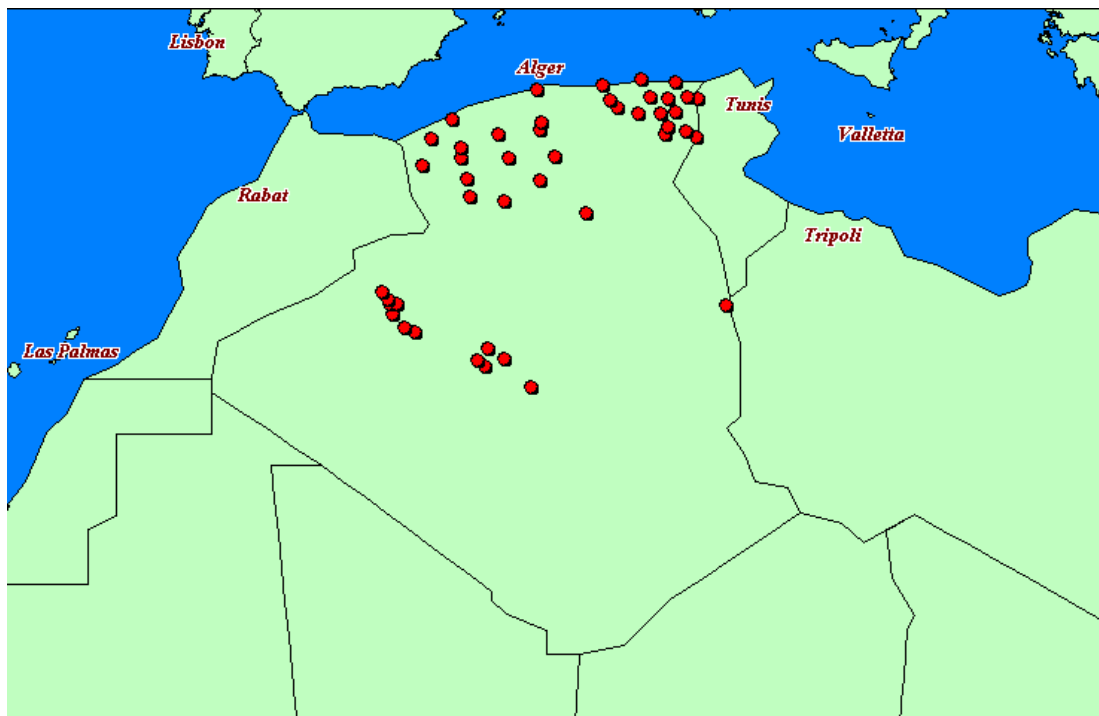 Lisbon
Alger
Tunis
Valletta
Rabat
Tripoli
Las Palmas